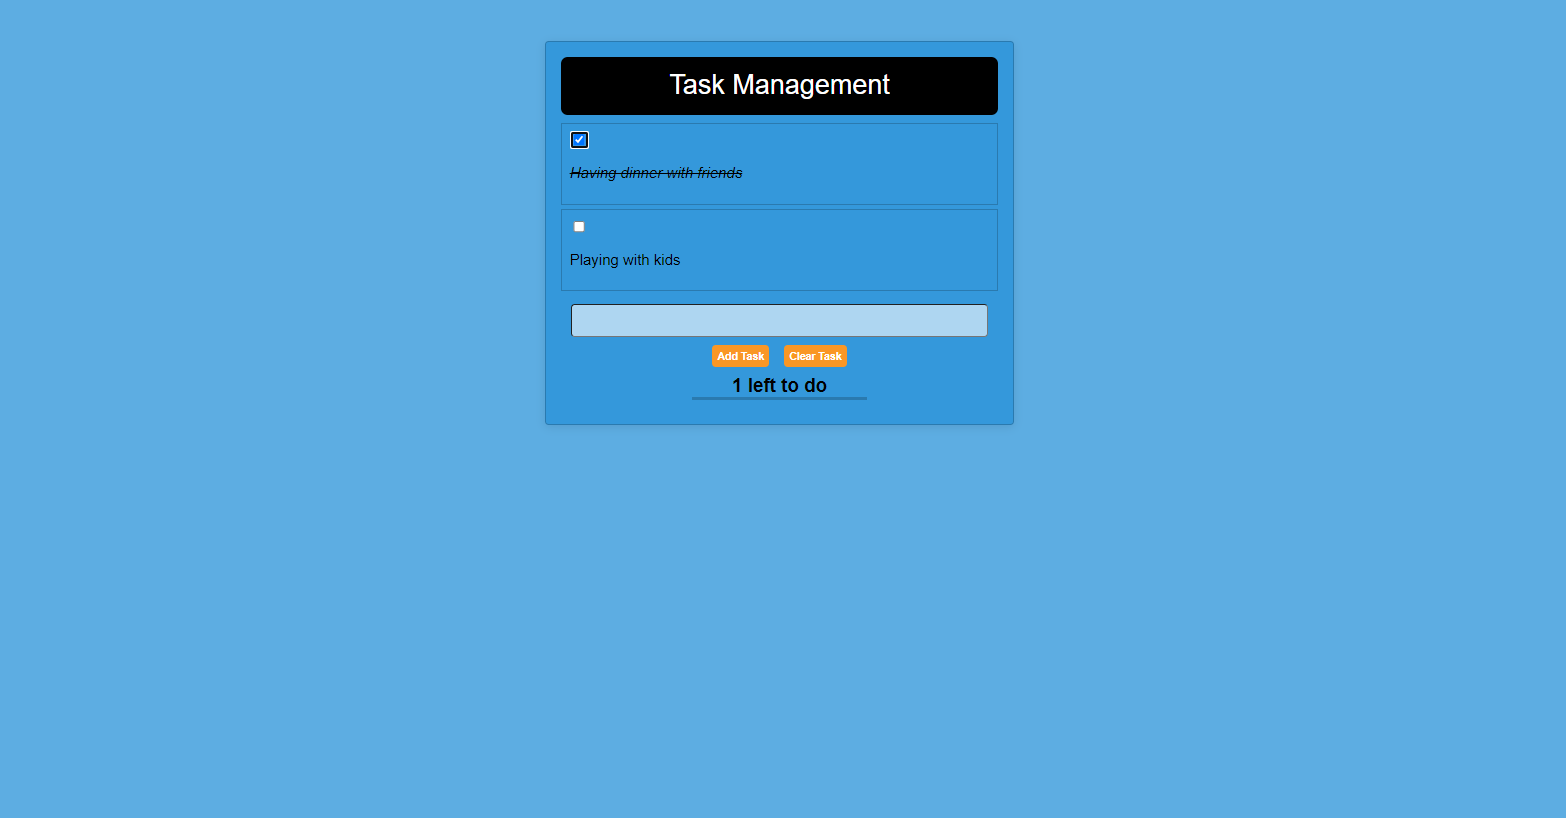 Task Management
Having dinner with friends
Playing with kids
Add Task Clear Task
1 left to do